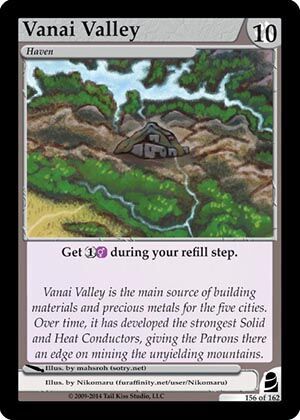 Vanai Valley 10
Haven
Get 1 during your refill step.
Vanai Valley is the main source of building
materials and precious metals for the five cities.
Over time, it has developed the strongest Solid
and Heat Conductors, giving the Patrons there
an edge on mining the unyielding mountains.
Illus. by mahsroh (sotry.net)
Illus. by Nikomaru (furaffinity.net/user/Nikomaru)
© 2009-2014 Tail Kiss Studio, LLC 156 of 162